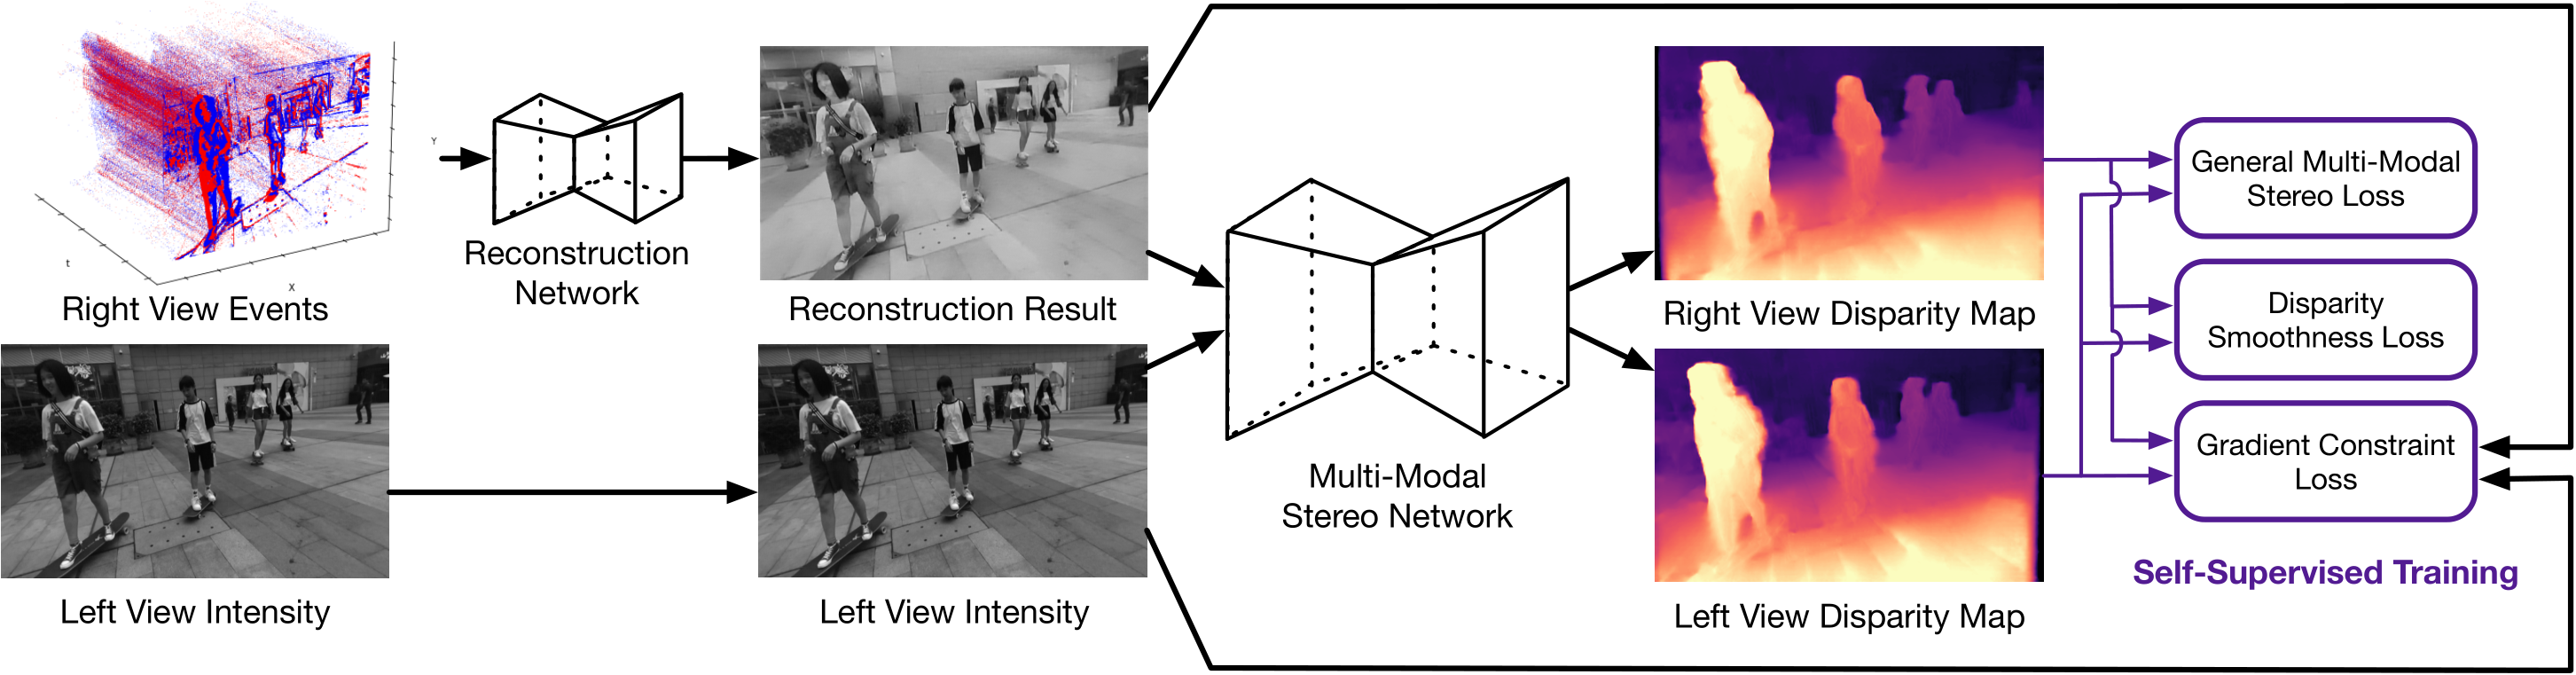 Y
t
X
Right View Events
Reconstruction
Network
Reconstruction Result
Left View Intensity
Left View Intensity
Multi-Modal
Stereo Network
Right View Disparity Map
Left View Disparity Map
General Multi-Modal
Stereo Loss
Disparity
Smoothness Loss
Gradient Constraint
Loss
Self-Supervised Training